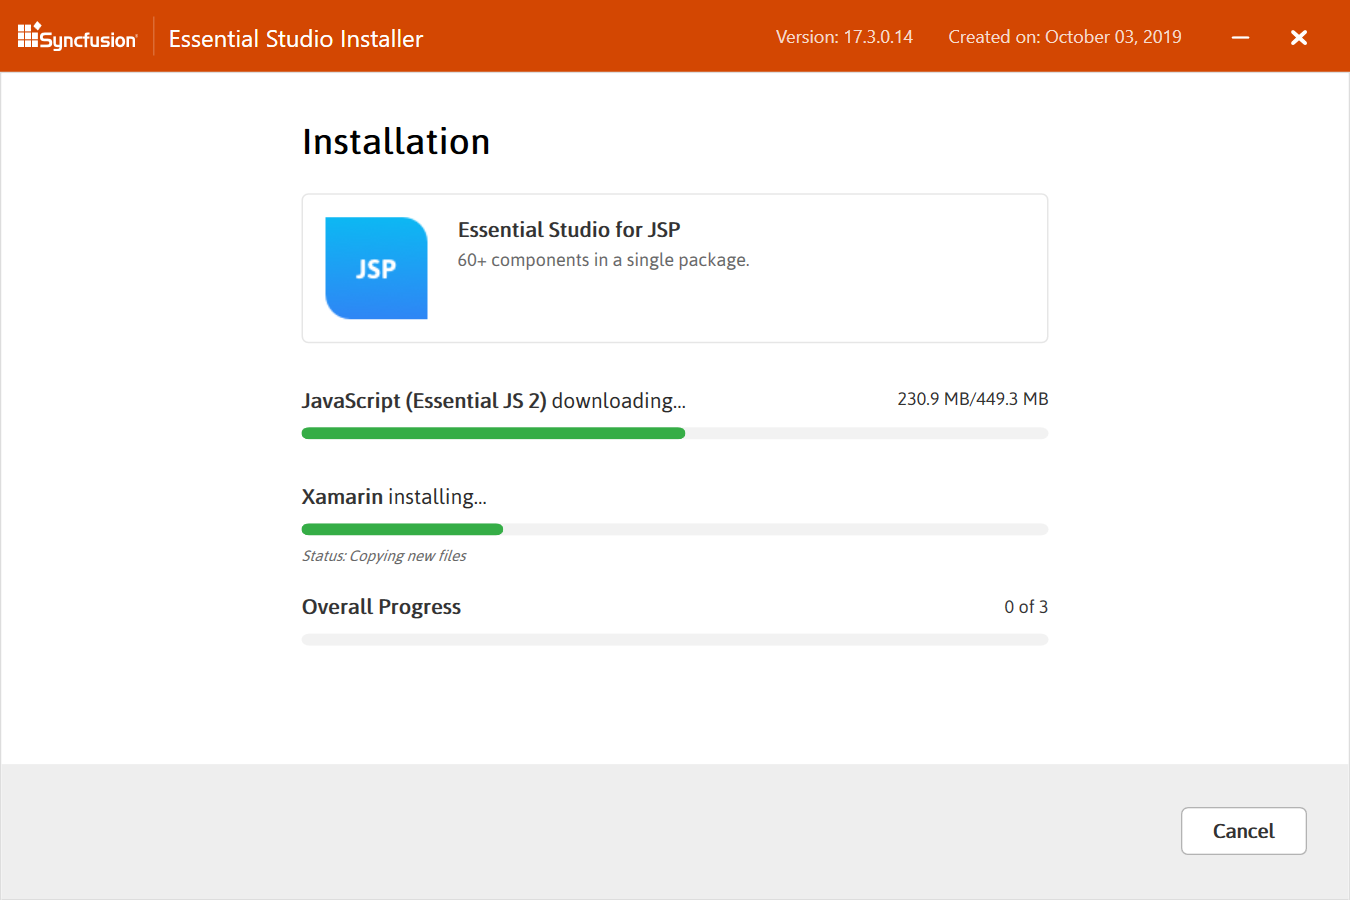 Syncfusion
Essential Studio Installer
Version: 17.3.0.14
Created on: October 03, 2019
Installation
JSP
Essential Studio for JSP
60+ components in a single package.
JavaScript (Essential JS 2) downloading...
230.9 MB/449.3 MB
Xamarin installing...
Status: Copying new files
Overall Progress
0 of 3
Cancel